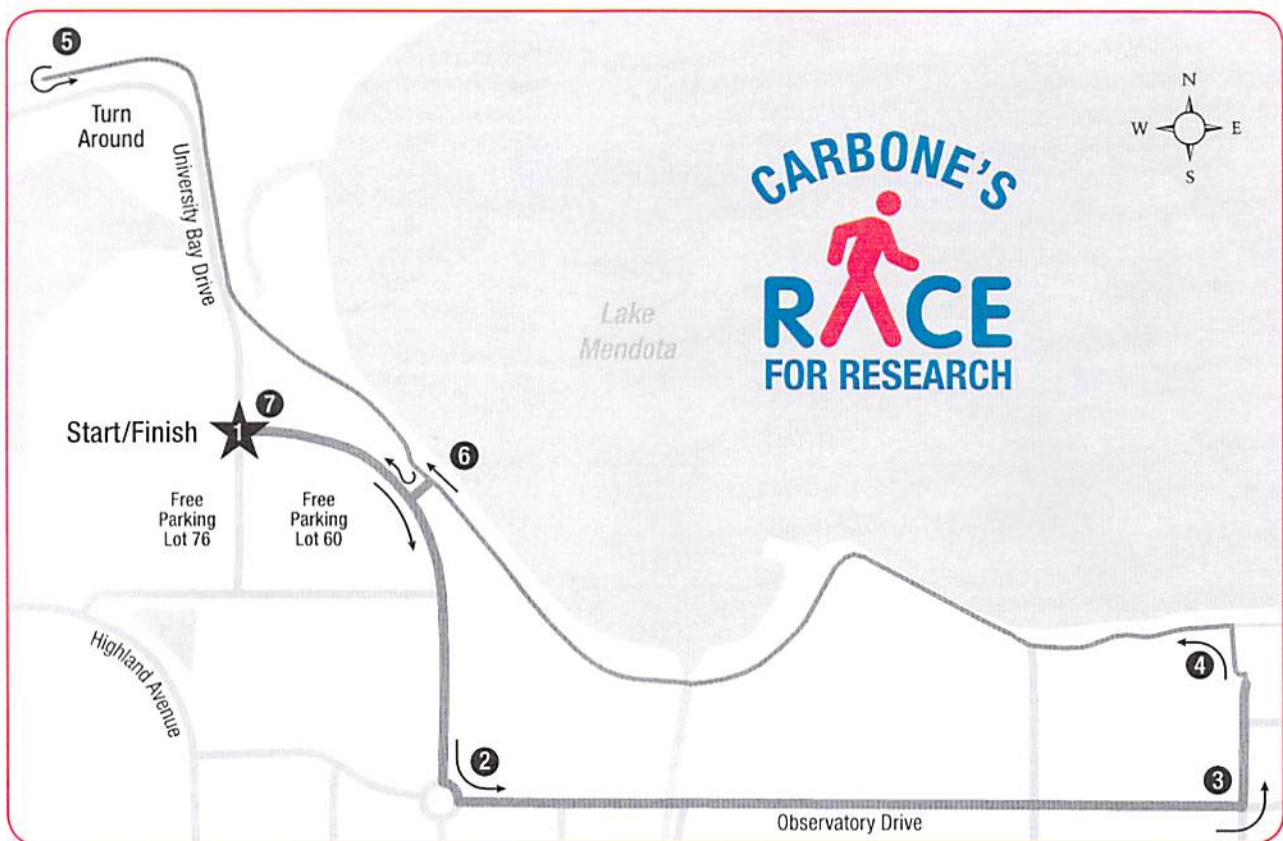 5
Turn
Around
University Bay Drive
N
W E
S
CARBONE'S
RACE
FOR RESEARCH
Lake
Mendota
Start/Finish
1
7
6
Free
Parking
Lot 76
Free
Parking
Lot 60
Highland Avenue
4
2
3
Observatory Drive